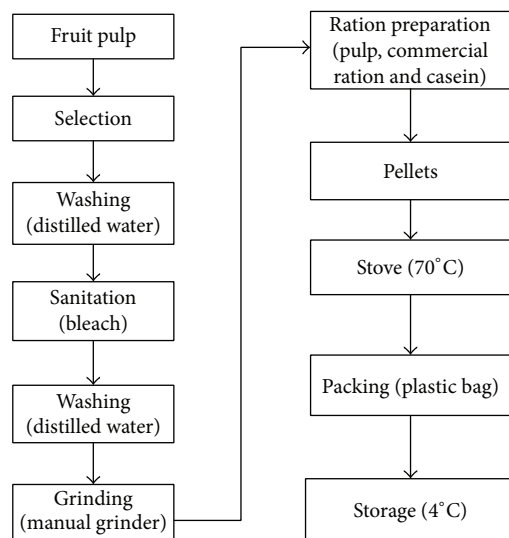 Fruit pulp
Selection
Washing
(distilled water)
Sanitation
(bleach)
Washing
(distilled water)
Grinding
(manual grinder)
Ration preparation
(pulp, commercial
ration and casein)
Pellets
Stove (70°C)
Packing (plastic bag)
Storage (4°C)